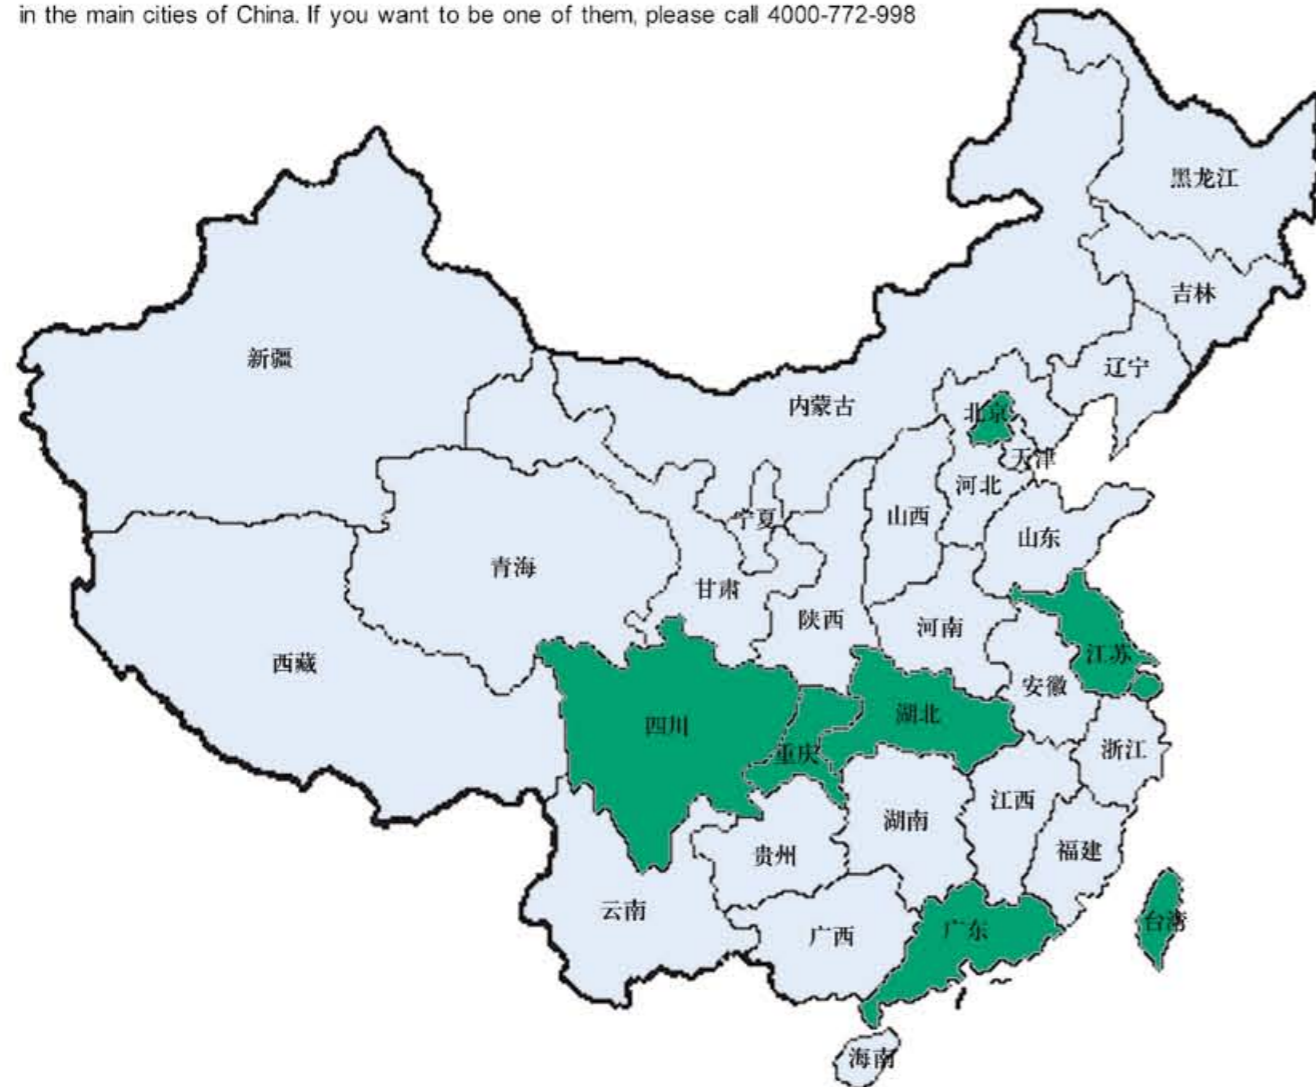 in the main cities of China. If you want to be one of them, please call 4000-772-998
黑龙江
吉林
新疆
辽宁
内蒙古
北京
天津
河北
宁夏
山西
山东
青海
甘肃
陕西
河南
江苏
西藏
安徽
四川
湖北
重庆
浙江
江西
湖南
福建
贵州
云南
台湾
广东
广西
海南